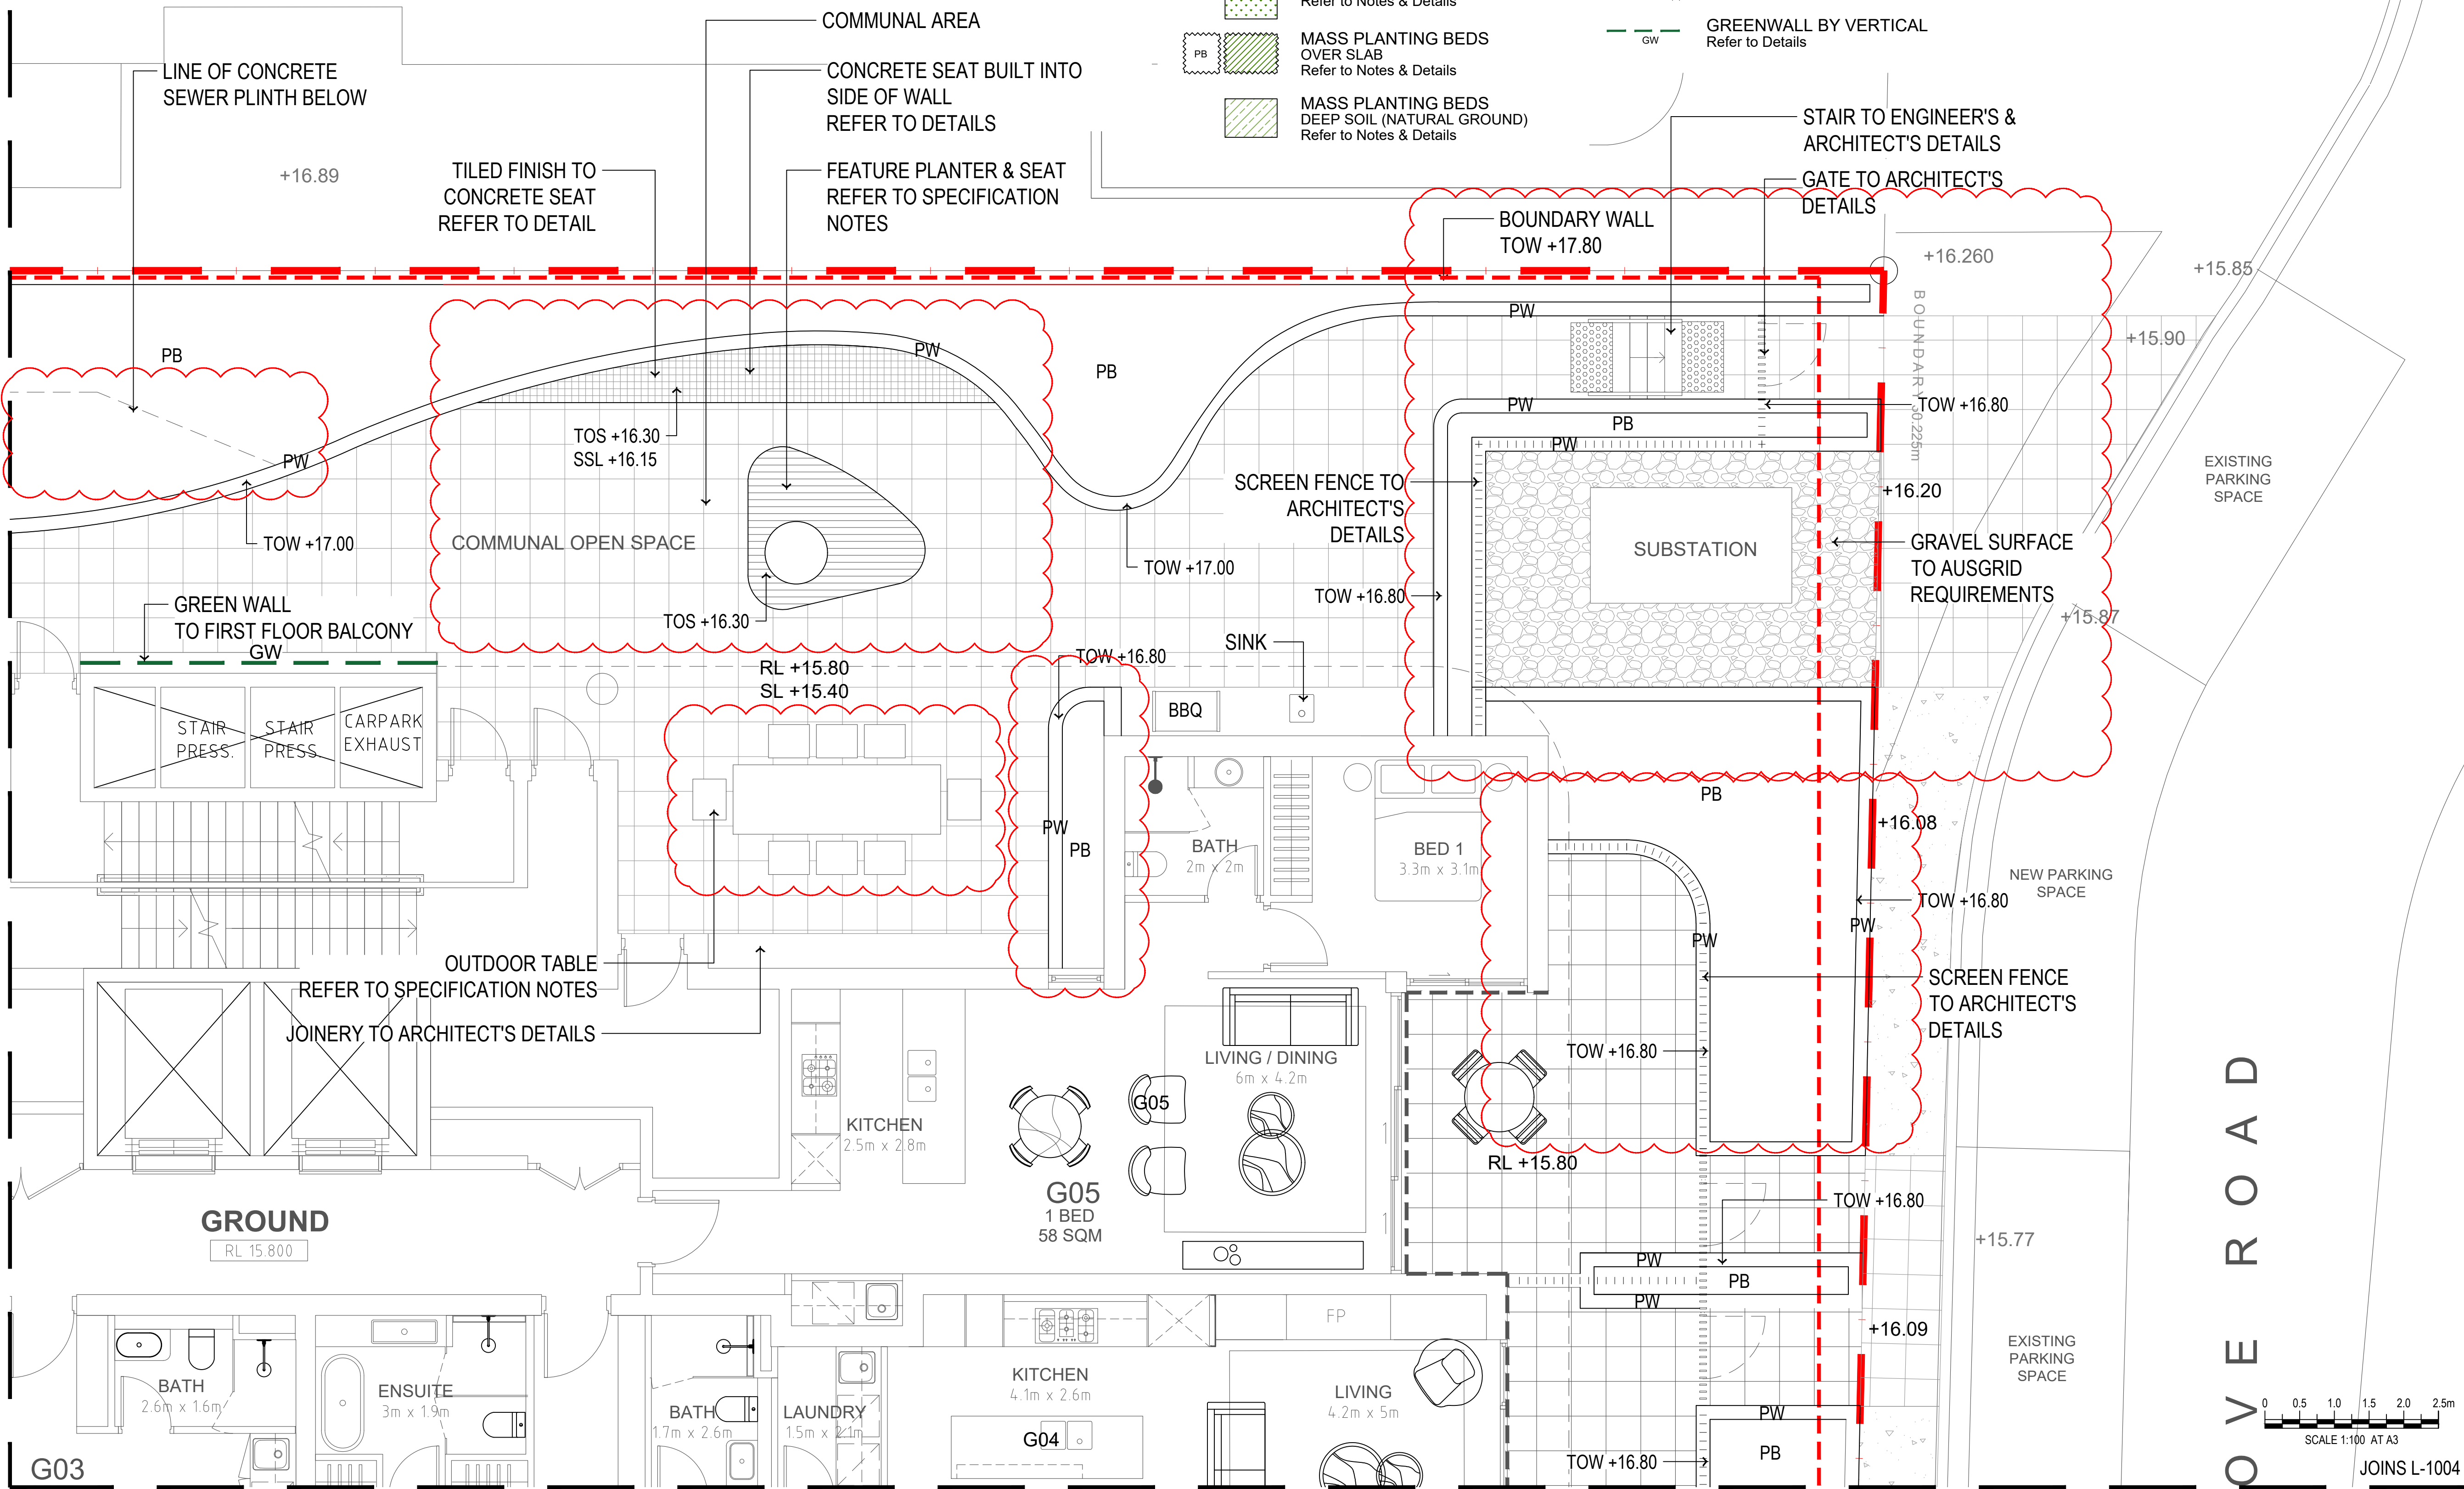 Refer to Notes & Details
PB
MASS PLANTING BEDS
OVER SLAB
Refer to Notes & Details
MASS PLANTING BEDS
DEEP SOIL (NATURAL GROUND)
Refer to Notes & Details
GW
GREENWALL BY VERTICAL
Refer to Details
COMMUNAL AREA
LINE OF CONCRETE
SEWER PLINTH BELOW
CONCRETE SEAT BUILT INTO
SIDE OF WALL
REFER TO DETAILS
+16.89
TILED FINISH TO
CONCRETE SEAT
REFER TO DETAIL
FEATURE PLANTER & SEAT
REFER TO SPECIFICATION
NOTES
STAIR TO ENGINEER'S &
ARCHITECT'S DETAILS
GATE TO ARCHITECT'S
DETAILS
BOUNDARY WALL
TOW +17.80
+16.260
+15.85
BOUNDARY 30.225m
+15.90
PW
PB
PW
PB
PW
TOW +16.80
PB
PW
PW
TOS +16.30
SSL +16.15
EXISTING
PARKING
SPACE
SCREEN FENCE TO
ARCHITECT'S
DETAILS
+16.20
TOW +17.00
COMMUNAL OPEN SPACE
SUBSTATION
GRAVEL SURFACE
TO AUSGRID
REQUIREMENTS
TOW +17.00
TOW +16.80
+15.87
GREEN WALL
TO FIRST FLOOR BALCONY
GW
TOS +16.30
SINK
TOW +16.80
RL +15.80
SL +15.40
BBQ
STAIR
PRESS.
STAIR
PRESS
CARPARK
EXHAUST
PB
+16.08
PW
PB
BATH
2m x 2m
BED 1
3.3m x 3.1m
NEW PARKING
SPACE
TOW +16.80
PW
PW
OUTDOOR TABLE
REFER TO SPECIFICATION NOTES
SCREEN FENCE
TO ARCHITECT'S
DETAILS
JOINERY TO ARCHITECT'S DETAILS
LIVING / DINING
6m x 4.2m
TOW +16.80
G05
KITCHEN
2.5m x 2.8m
RL +15.80
G05
1 BED
58 SQM
TOW +16.80
GROUND
RL 15.800
+15.77
PW
PB
PW
FP
+16.09
EXISTING
PARKING
SPACE
BATH
2.6m x 1.6m
ENSUITE
3m x 1.9m
BATH
1.7m x 2.6m
LAUNDRY
1.5m x 2.1m
KITCHEN
4.1m x 2.6m
LIVING
4.2m x 5m
G04
PW
PB
TOW +16.80
G03
OVE ROAD
0 0.5 1.0 1.5 2.0 2.5m
SCALE 1:100 AT A3
JOINS L-1004